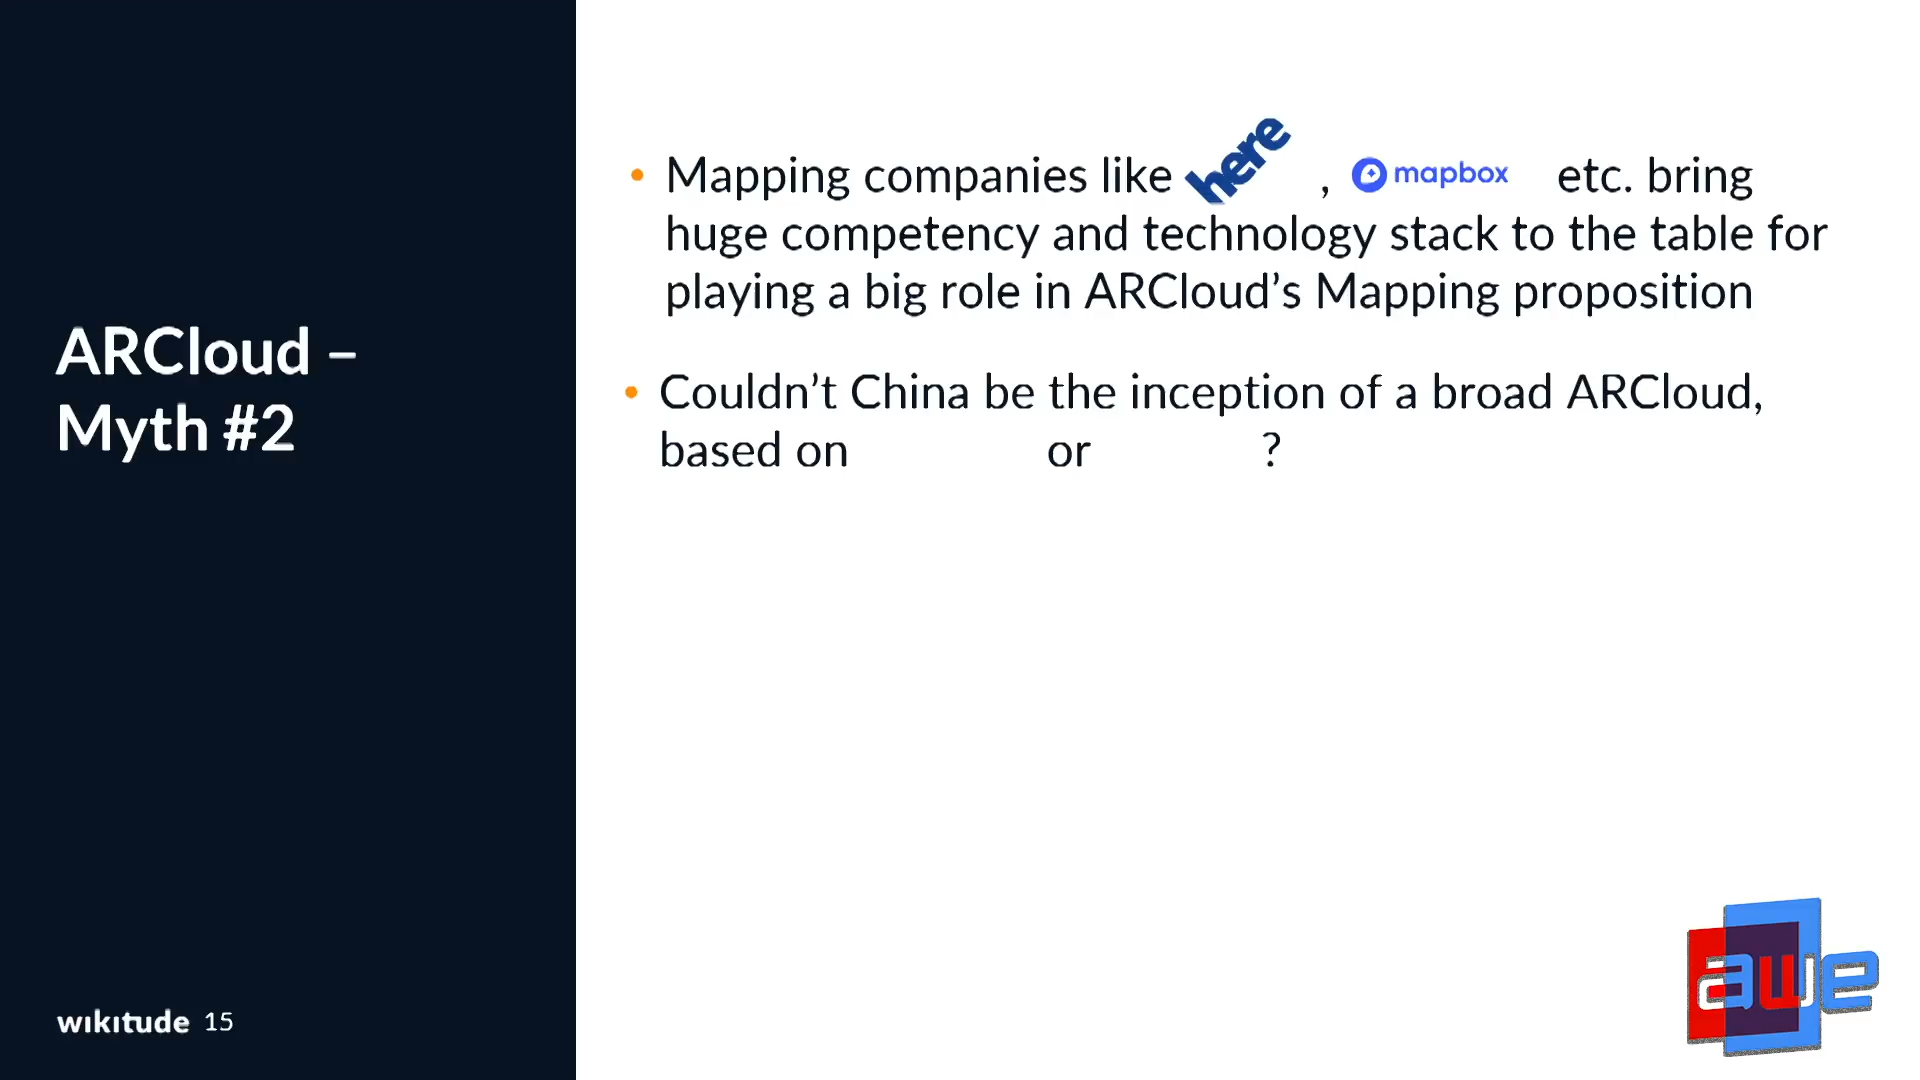 ARCloud –
Myth #2
• Mapping companies like here , mapbox etc. bring
huge competency and technology stack to the table for
playing a big role in ARCloud’s Mapping proposition
• Couldn’t China be the inception of a broad ARCloud,
based on or ?
wikitude 15
awe